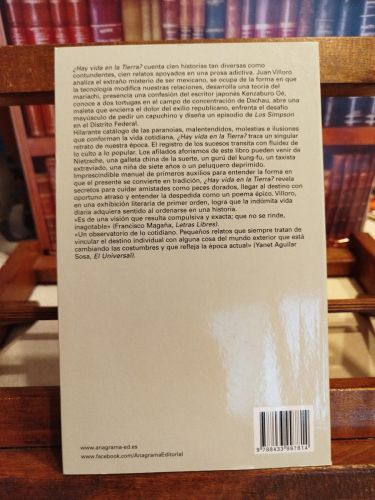 ¿Hay vida en la Tierra? cuenta cien historias tan diversas como
contundentes, cien relatos apoyados en una prosa adictiva. Juan Villoro
analiza el extraño misterio de ser mexicano, se ocupa de la forma en que
la tecnología modifica nuestras relaciones, desarrolla una teoría del
mariachi, presencia una confesión del escritor japonés Kenzaburo Oé,
conoce a dos tortugas en el campo de concentración de Dachau, abre una
maleta que encierra el dolor del exilio republicano, enfrenta el desafío
mayúsculo de pedir un capuchino y diseña un episodio de Los Simpson
en el Distrito Federal.
Hilarante catálogo de las paranoias, malentendidos, molestias e ilusiones
que conforman la vida cotidiana, ¿Hay vida en la Tierra? traza un singular
retrato de nuestra época. El registro de los sucesos transita con fluidez de
lo culto a lo popular. Los afilados aforismos de este libro pueden venir de
Nietzsche, una galleta china de la suerte, un gurú del kung-fu, un taxista
extraviado, una niña de siete años o un peluquero deprimido.
Imprescindible manual de primeros auxilios para entender la forma en
que el presente se convierte en tradición, ¿Hay vida en la Tierra? revela
secretos para cuidar amistades como peces dorados, llegar al destino con
oportuno atraso y entender la despedida como un poema épico. Villoro,
en una exhibición literaria de primer orden, logra que la indómita vida
diaria adquiera sentido al ordenarse en una historia.
«Es de una visión que resulta compulsiva y exacta; que no se rinde,
inagotable» (Francisco Magaña, Letras Libres).
«Un observatorio de lo cotidiano. Pequeños relatos que siempre tratan de
vincular el destino individual con alguna cosa del mundo exterior que está
cambiando las costumbres y que refleja la época actual» (Yanet Aguilar
Sosa, El Universal).
www.anagrama-ed.es
www.facebook.com/AnagramaEditorial
9 788433 997814